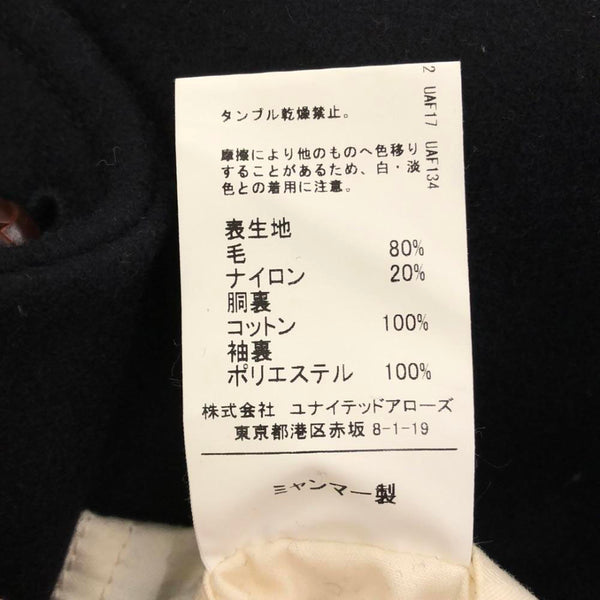 タンブル乾燥禁止。
摩擦により他のものへ色移り
することがあるため、白・淡
色との着用に注意。
表生地
毛 80%
ナイロン 20%
胴裏
コットン 100%
袖裏
ポリエステル 100%
株式会社 ユナイテッドアローズ
東京都港区赤坂 8-1-19
ミャンマー製
2 UAF17 UAF134